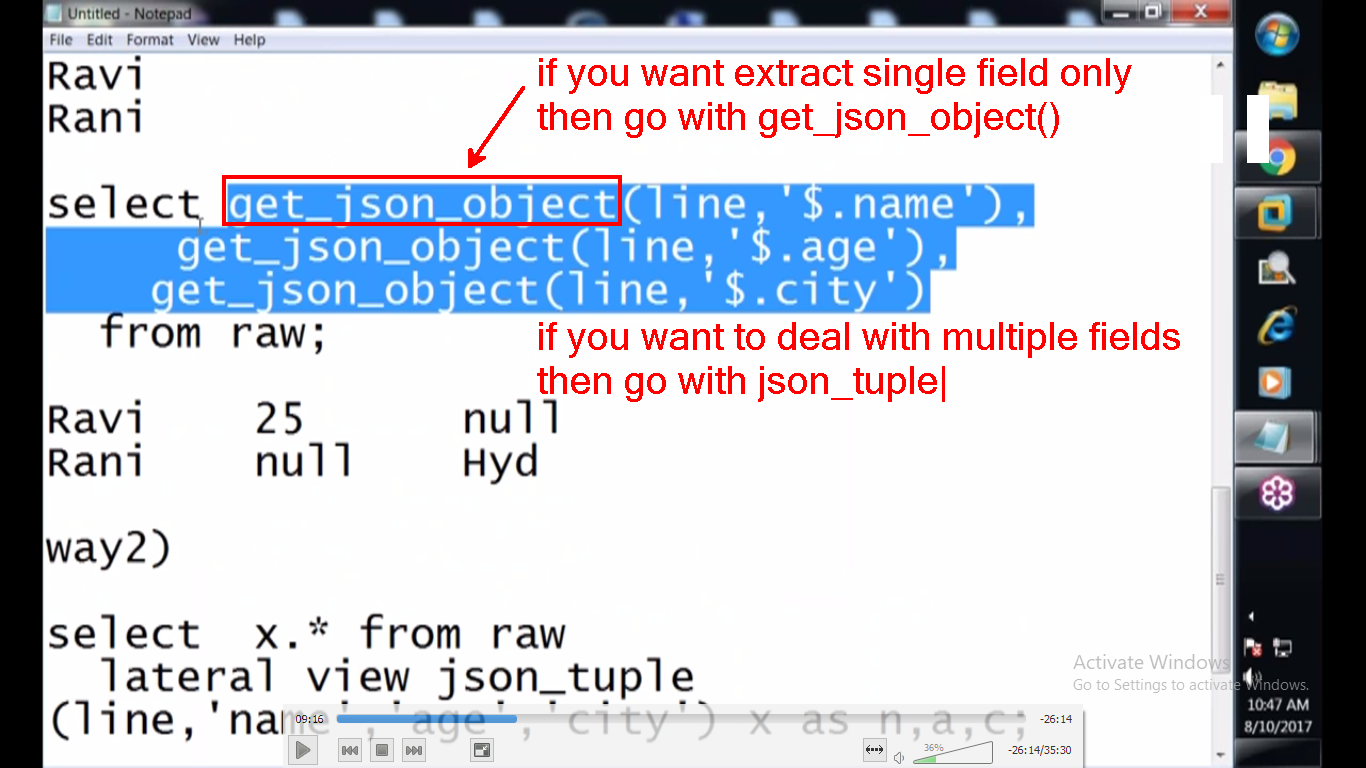 Untitled - Notepad
File Edit Format View Help
Ravi
Rani
if you want extract single field only
then go with get_json_object()
select get_json_object(line,'$.name'),
get_json_object(line,'$.age'),
get_json_object(line,'$.city')
from raw;
if you want to deal with multiple fields
then go with json_tuple|
Ravi 25 null
Rani null Hyd
way2)
select x.* from raw
lateral view json_tuple
(line,'name','age','city') x as n,a,c;
Activate Windows
Go to Settings to activate Windows.
09:16
-26:14
36%
-26:14/35:30
10:47 AM
8/10/2017